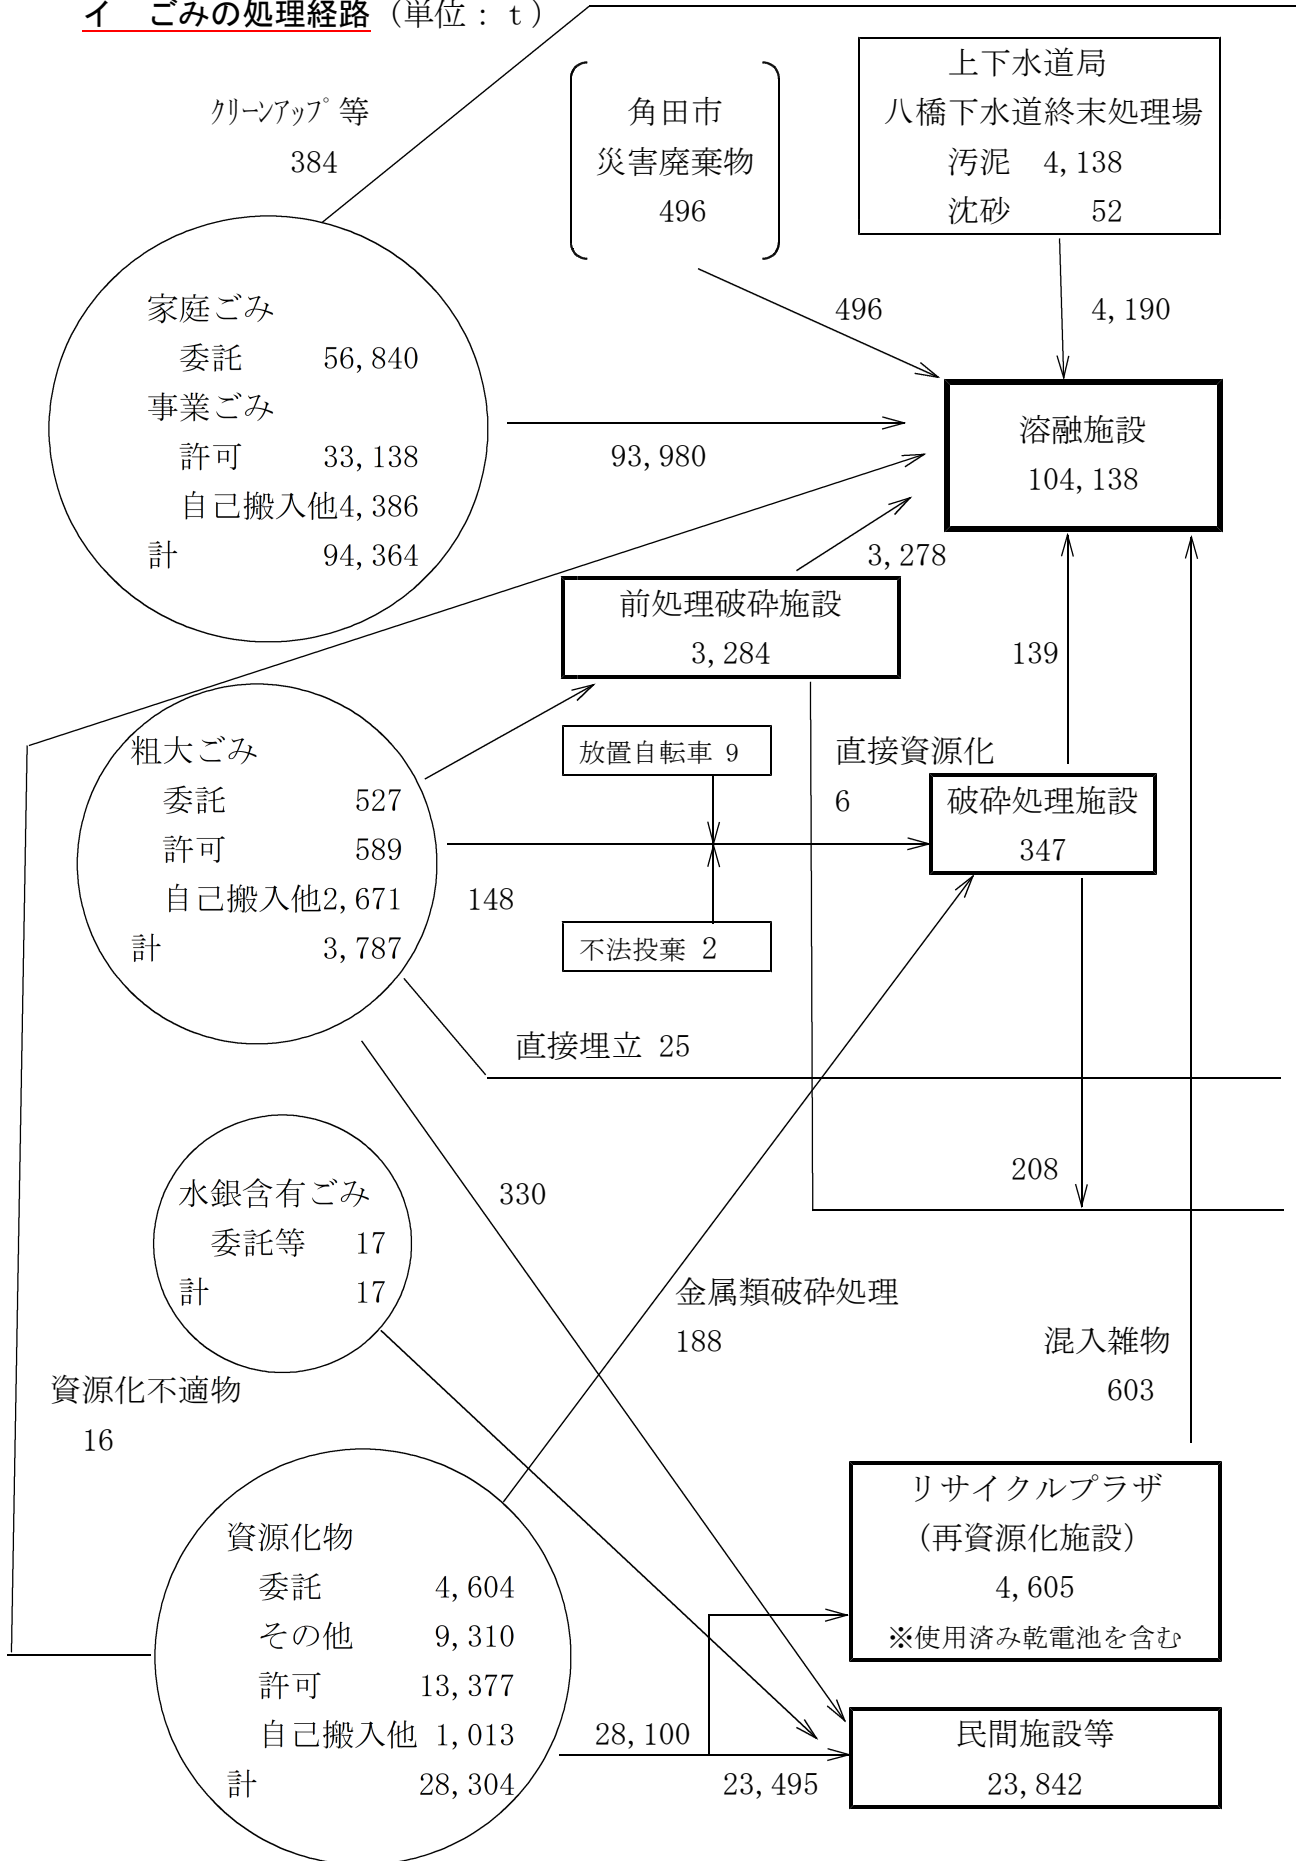 イ　ごみの処理経路（単位：ｔ）
ｸﾘｰﾝｱｯﾌﾟ等
384
角田市
災害廃棄物
496
上下水道局
八橋下水道終末処理場
汚泥　4,138
沈砂　52
496
4,190
家庭ごみ
委託　56,840
事業ごみ
許可　33,138
自己搬入他4,386
計　94,364
93,980
溶融施設
104,138
3,278
前処理破砕施設
3,284
139
粗大ごみ
委託　527
許可　589
自己搬入他2,671
計　3,787
放置自転車 9
直接資源化
6
破砕処理施設
347
148
不法投棄 2
直接埋立 25
208
水銀含有ごみ
委託等　17
計　17
330
金属類破砕処理
188
混入雑物
603
資源化不適物
16
資源化物
委託　4,604
その他　9,310
許可　13,377
自己搬入他 1,013
計　28,304
リサイクルプラザ
（再資源化施設）
4,605
※使用済み乾電池を含む
28,100
23,495
民間施設等
23,842